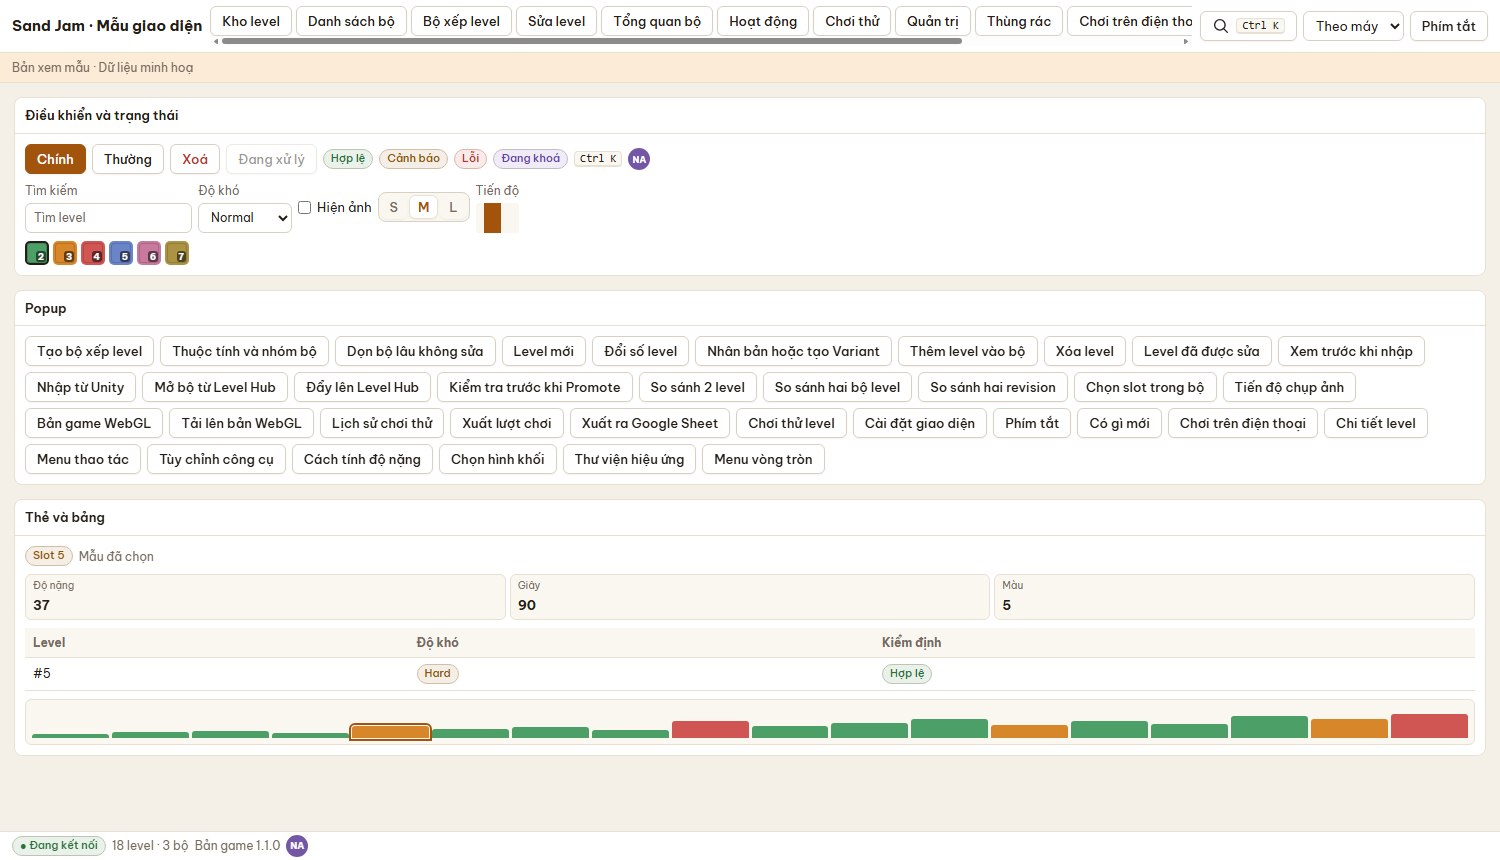 Sand Jam · Mẫu giao diện Kho level Danh sách bộ Bộ xếp level Sửa level Tổng quan bộ Hoạt động Chơi thử Quản trị Thùng rác Chơi trên điện tho Ctrl K Theo máy Phím tắt
Bản xem mẫu · Dữ liệu minh hoạ
Điều khiển và trạng thái
Chính Thường Xoá Đang xử lý Hợp lệ Cảnh báo Lỗi Đang khoá Ctrl K NA
Tìm kiếm Độ khó Tiến độ
Tìm level Normal Hiện ảnh S M L
2 3 4 5 6 7
Popup
Tạo bộ xếp level Thuộc tính và nhóm bộ Dọn bộ lâu không sửa Level mới Đổi số level Nhân bản hoặc tạo Variant Thêm level vào bộ Xóa level Level đã được sửa Xem trước khi nhập
Nhập từ Unity Mở bộ từ Level Hub Đẩy lên Level Hub Kiểm tra trước khi Promote So sánh 2 level So sánh hai bộ level So sánh hai revision Chọn slot trong bộ Tiến độ chụp ảnh
Bản game WebGL Tải lên bản WebGL Lịch sử chơi thử Xuất lượt chơi Xuất ra Google Sheet Chơi thử level Cài đặt giao diện Phím tắt Có gì mới Chơi trên điện thoại Chi tiết level
Menu thao tác Tùy chỉnh công cụ Cách tính độ nặng Chọn hình khối Thư viện hiệu ứng Menu vòng tròn
Thẻ và bảng
Slot 5 Mẫu đã chọn
Độ nặng Giây Màu
37 90 5
Level Độ khó Kiểm định
#5 Hard Hợp lệ
Đang kết nối 18 level · 3 bộ Bản game 1.1.0 NA